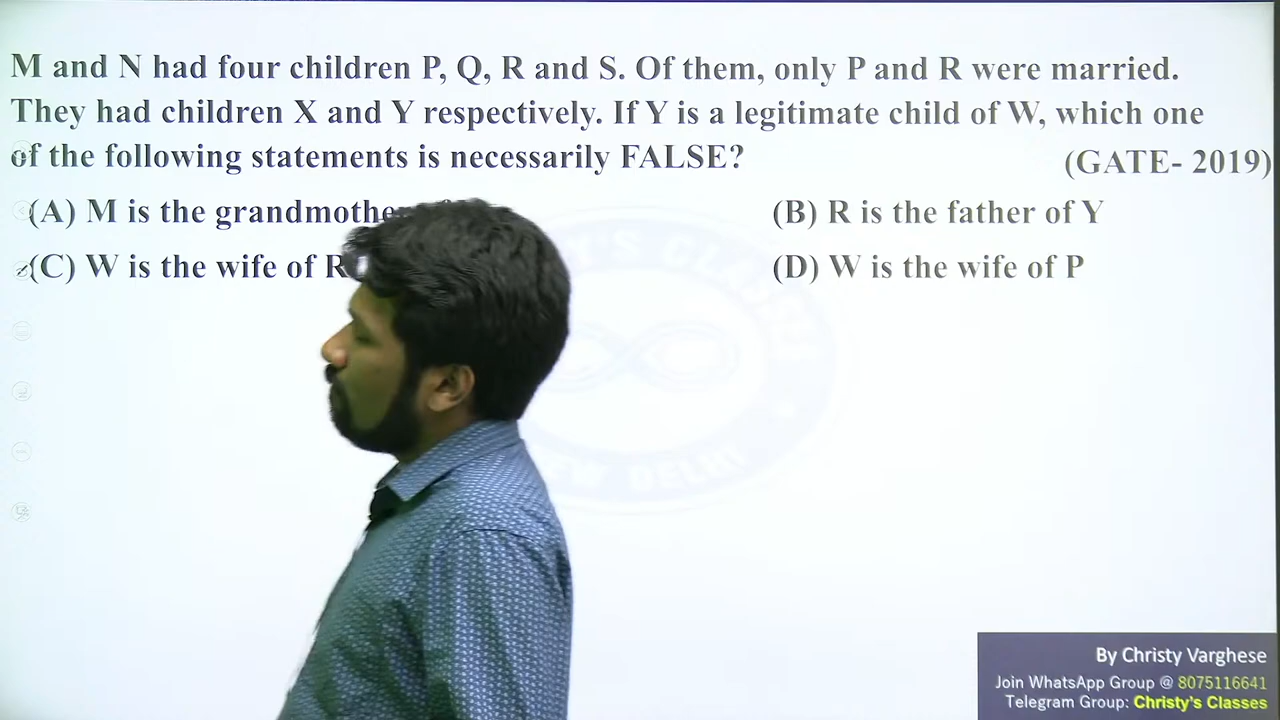 M and N had four children P, Q, R and S. Of them, only P and R were married.
They had children X and Y respectively. If Y is a legitimate child of W, which one
of the following statements is necessarily FALSE?
(GATE- 2019)
(A) M is the
(B) R is the father of Y
(C) W is the wife of R
(D) W is the wife of P
By Christy Varghese
Join WhatsApp Group @ 8075116641
Telegram Group: Christy's Classes